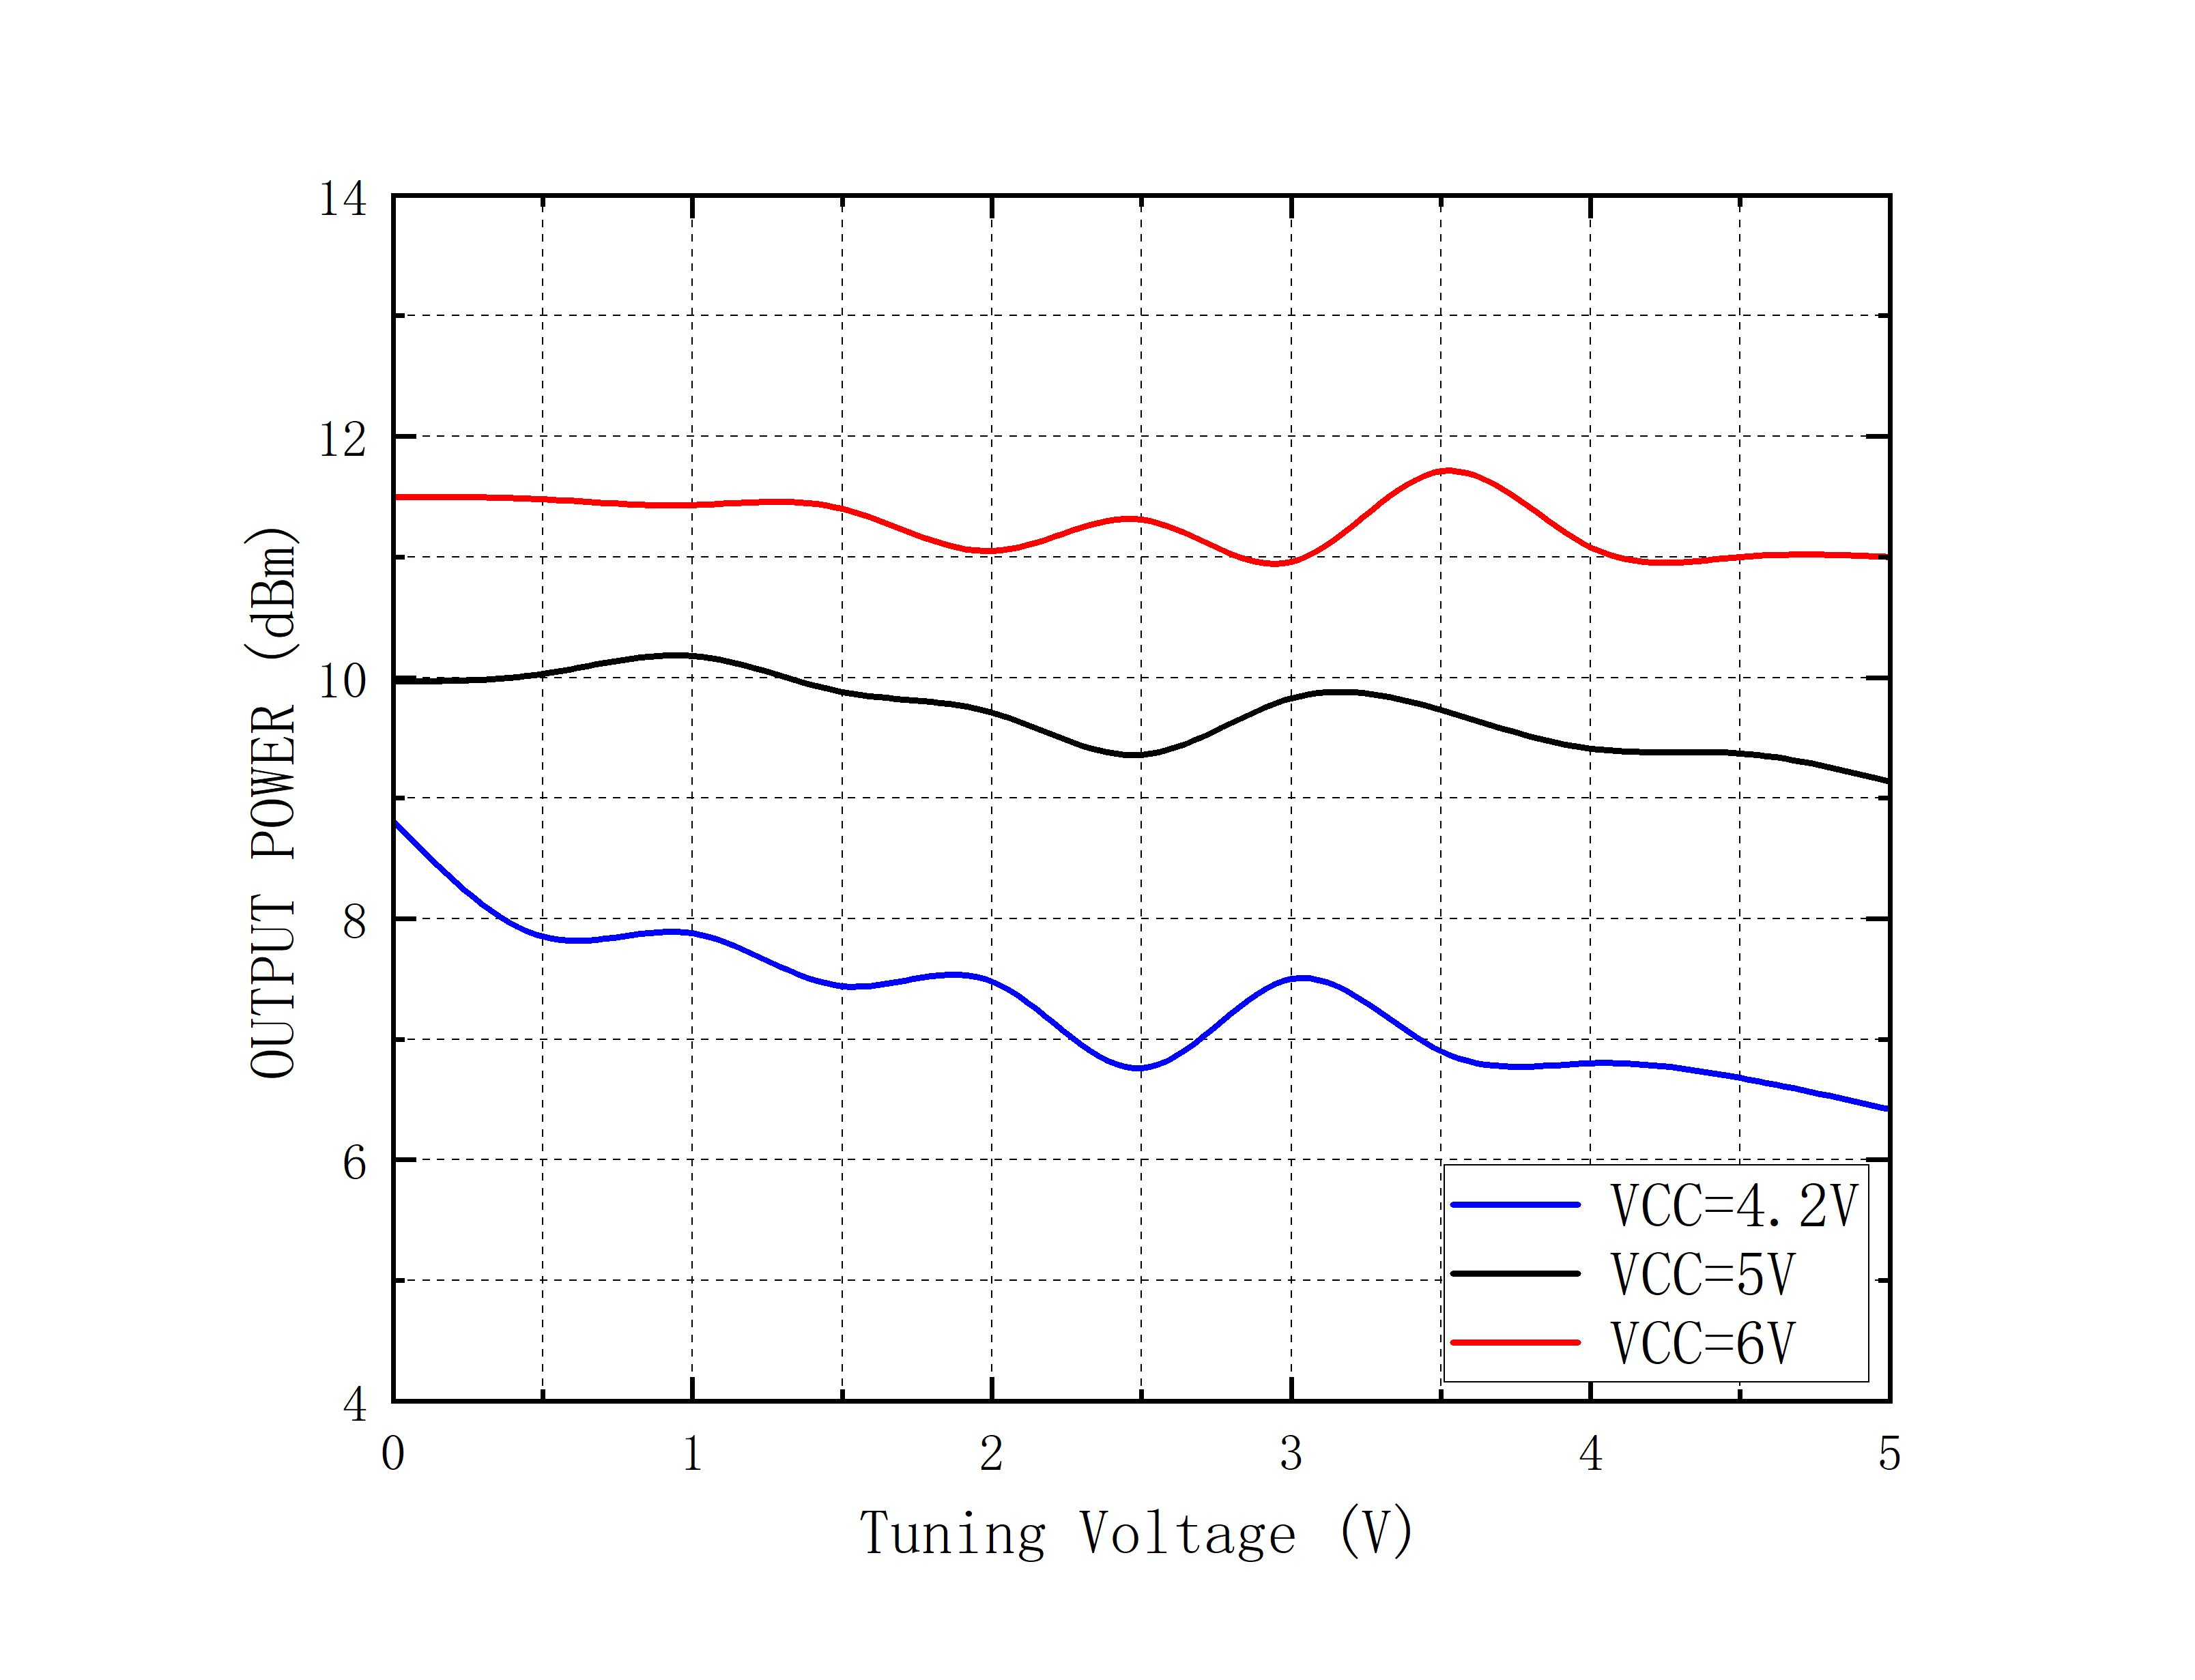 14
12
10
8
6
4
OUTPUT POWER (dBm)
0 1 2 3 4 5
Tuning Voltage (V)
VCC=4.2V
VCC=5V
VCC=6V